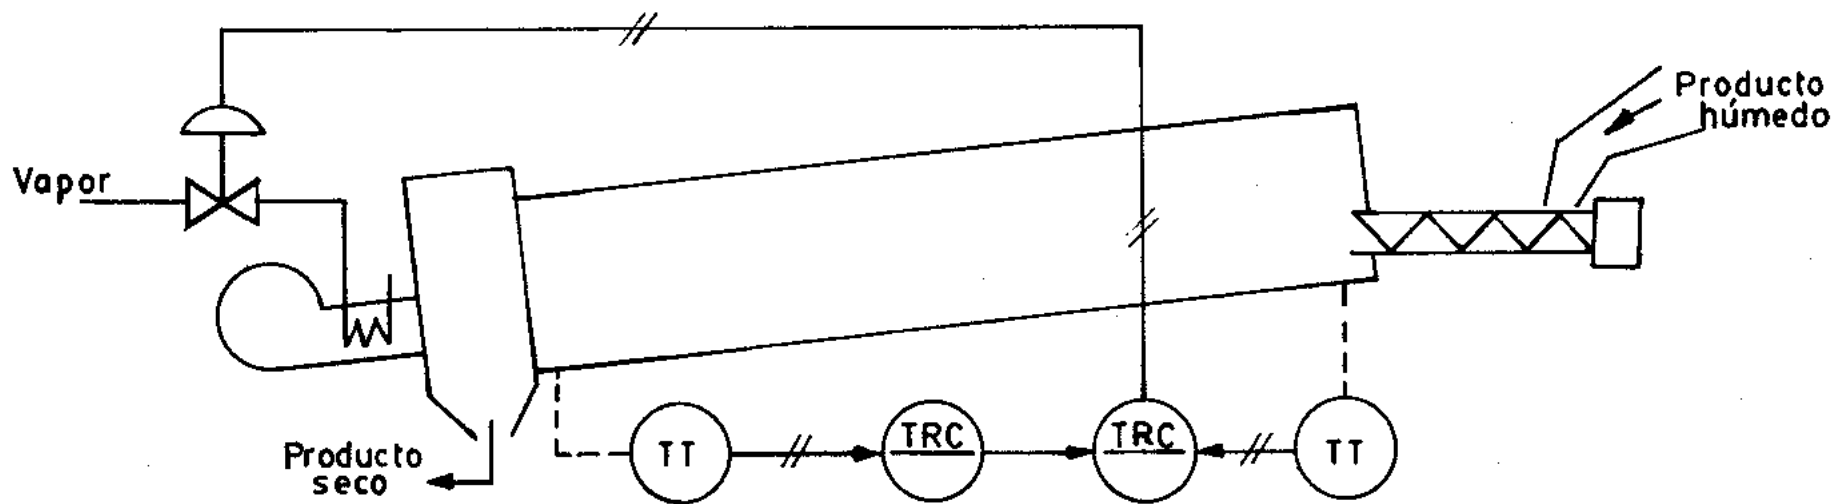 Producto
húmedo
Vapor
TT
TRC
TRC
TT
Producto
seco